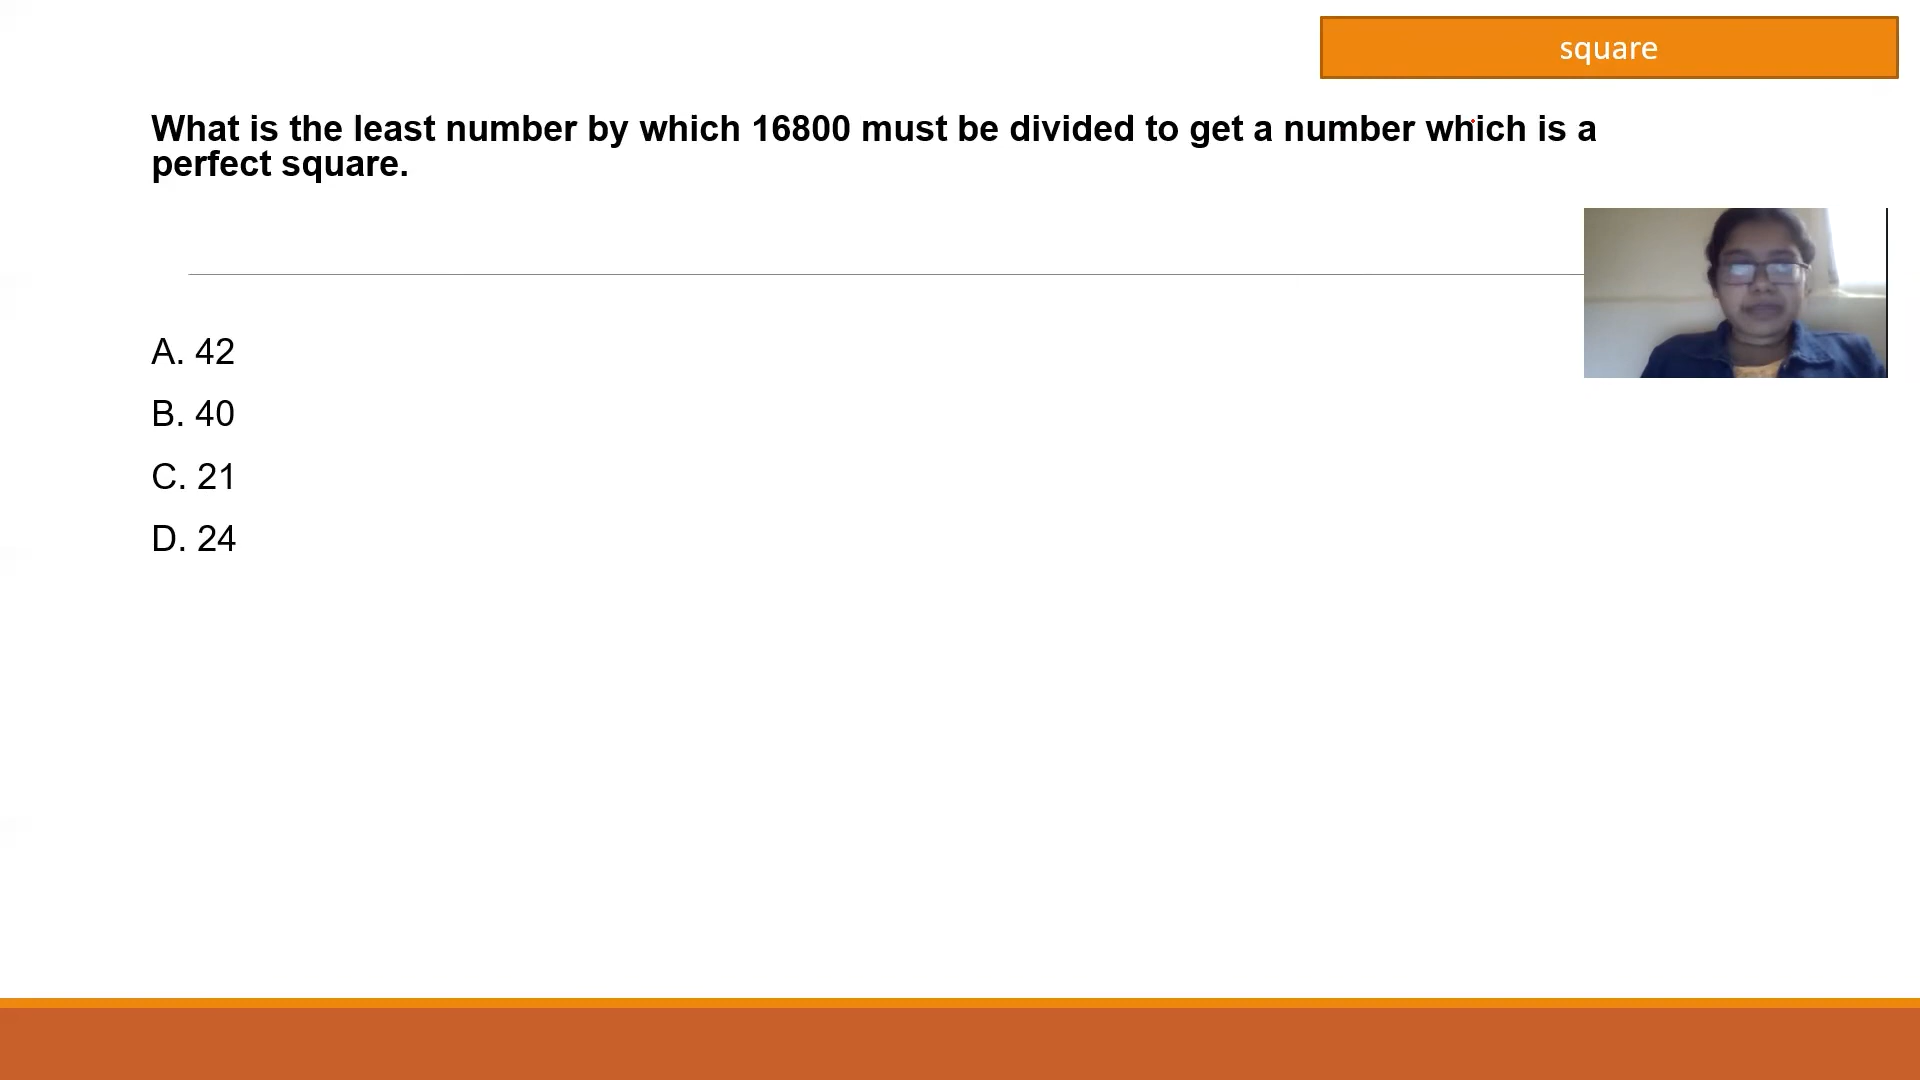 square
What is the least number by which 16800 must be divided to get a number which is a
perfect square.
A. 42
B. 40
C. 21
D. 24